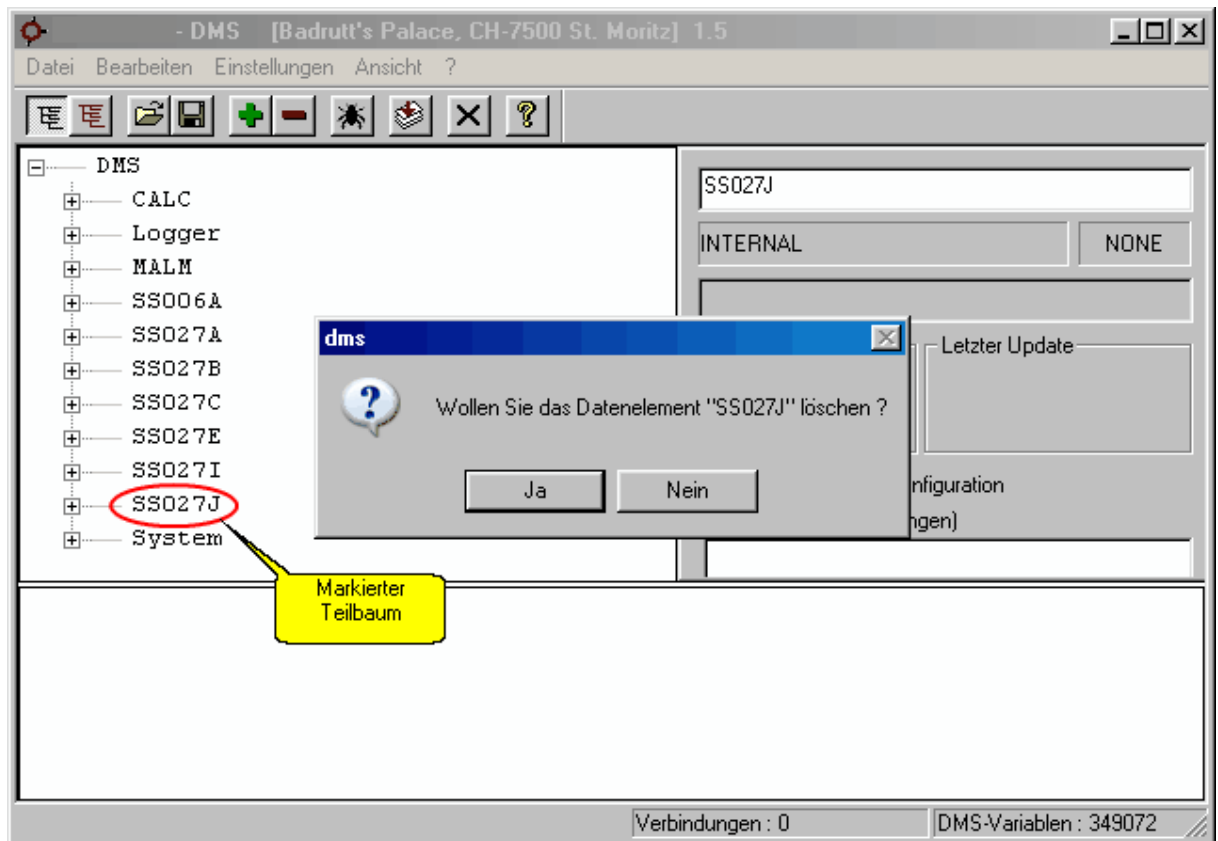 - DMS [Badrutt's Palace, CH-7500 St. Moritz] 1.5
Datei Bearbeiten Einstellungen Ansicht ?
DMS
CALC
Logger
MALM
SS006A
SS027A
SS027B
SS027C
SS027E
SS027I
SS027J
System
Markierter
Teilbaum
SS027J
INTERNAL NONE
Letzter Update
nfiguration
ngen)
dms
Wollen Sie das Datenelement "SS027J" löschen ?
Ja Nein
Verbindungen : 0 DMS-Variablen : 349072